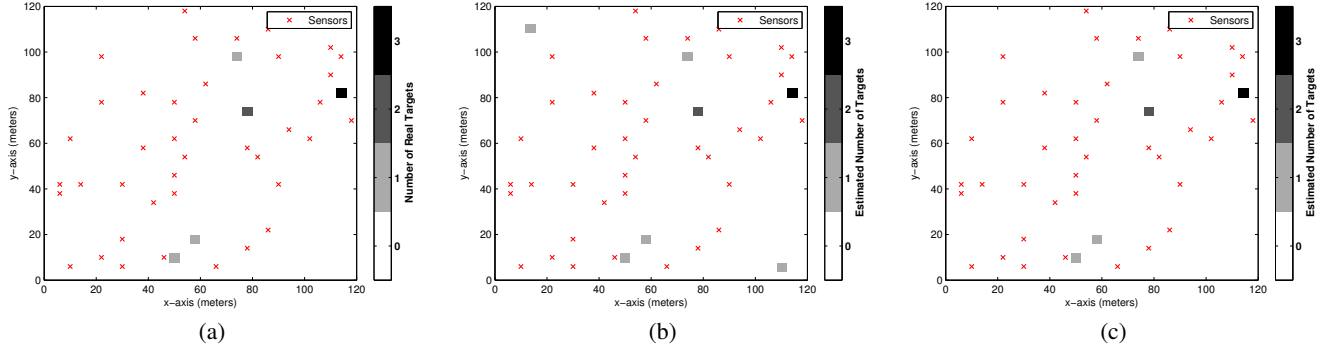 120
100
80
60
40
20
0
y−axis (meters)
0 20 40 60 80 100 120
x−axis (meters)
Sensors
3
2
1
0
Number of Real Targets
(a)
120
100
80
60
40
20
0
y−axis (meters)
0 20 40 60 80 100 120
x−axis (meters)
Sensors
3
2
1
0
Estimated Number of Targets
(b)
120
100
80
60
40
20
0
y−axis (meters)
0 20 40 60 80 100 120
x−axis (meters)
Sensors
3
2
1
0
Estimated Number of Targets
(c)